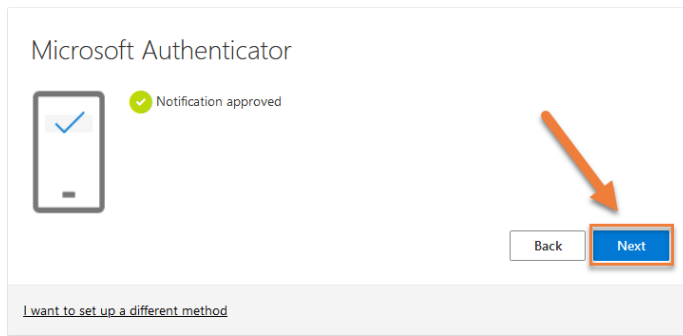 Microsoft Authenticator
Notification approved
Back
Next
I want to set up a different method